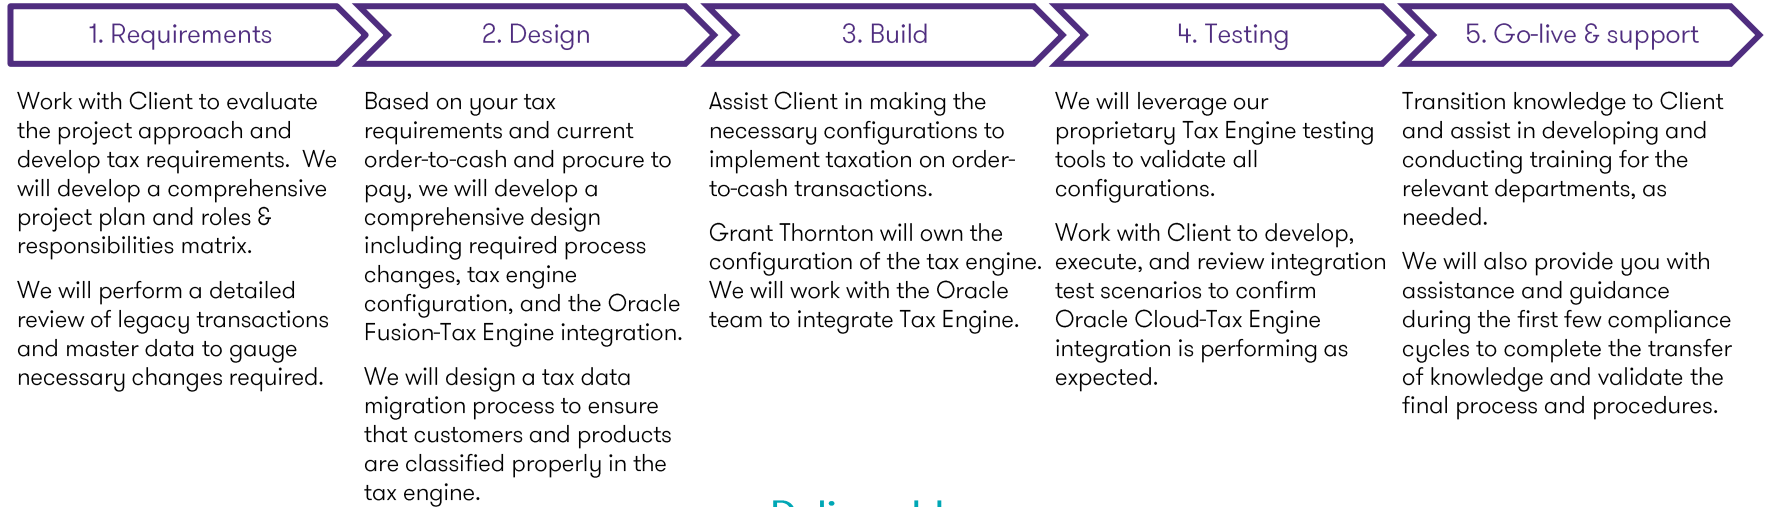 1. Requirements
Work with Client to evaluate
the project approach and
develop tax requirements.  We
will develop a comprehensive
project plan and roles &
responsibilities matrix.
We will perform a detailed
review of legacy transactions
and master data to gauge
necessary changes required.
2. Design
Based on your tax
requirements and current
order-to-cash and procure to
pay, we will develop a
comprehensive design
including required process
changes, tax engine
configuration, and the Oracle
Fusion-Tax Engine integration.
We will design a tax data
migration process to ensure
that customers and products
are classified properly in the
tax engine.
3. Build
Assist Client in making the
necessary configurations to
implement taxation on order-
to-cash transactions.
Grant Thornton will own the
configuration of the tax engine.
We will work with the Oracle
team to integrate Tax Engine.
4. Testing
We will leverage our
proprietary Tax Engine testing
tools to validate all
configurations.
Work with Client to develop,
execute, and review integration
test scenarios to confirm
Oracle Cloud-Tax Engine
integration is performing as
expected.
5. Go-live & support
Transition knowledge to Client
and assist in developing and
conducting training for the
relevant departments, as
needed.
We will also provide you with
assistance and guidance
during the first few compliance
cycles to complete the transfer
of knowledge and validate the
final process and procedures.